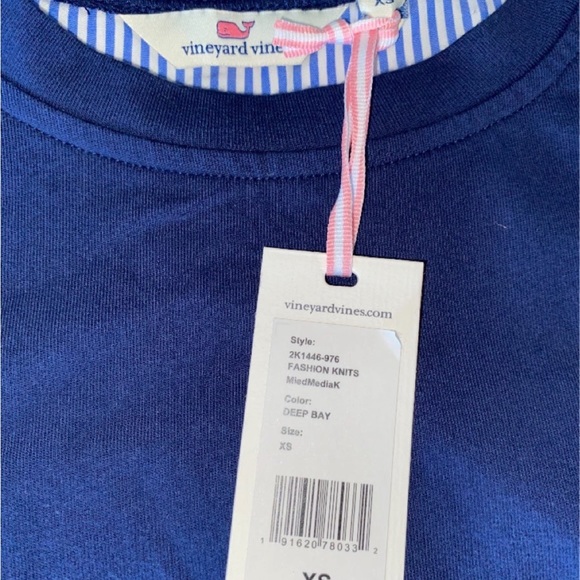 XS
vineyard vine
vineyardvines.com
Style:
2K1446-976
FASHION KNITS
MiedMediaK
Color:
DEEP BAY
Size:
XS
1 91620 78033 2
XS